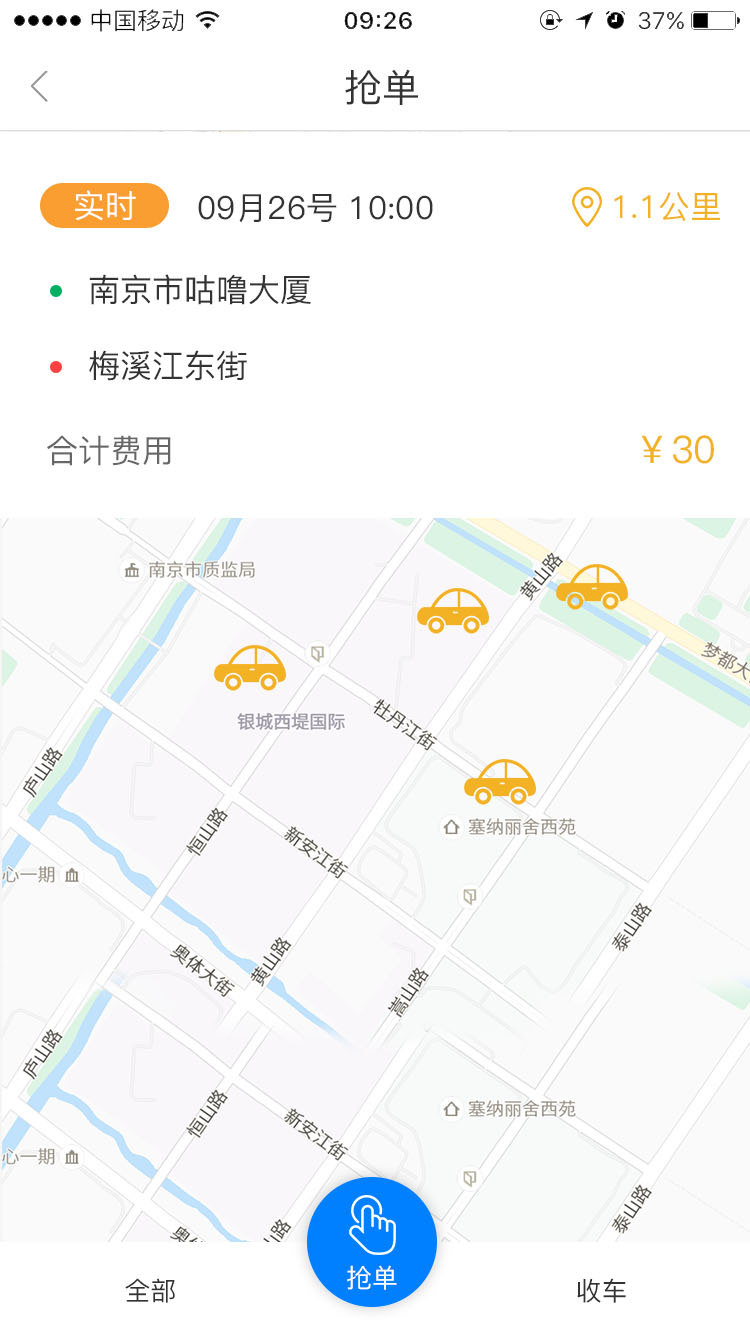 中国移动 09:26 37%
抢单
实时 09月26号 10:00 1.1公里
南京市咕噜大厦
梅溪江东街
合计费用 ¥30
南京市质监局
黄山路
梦都大
银城西堤国际
牡丹江街
庐山路
恒山路
新安江街
塞纳丽舍西苑
心一期
泰山路
奥体大街
黄山路
嵩山路
庐山路
恒山路
新安江街
塞纳丽舍西苑
心一期
泰山路
抢单
全部 收车